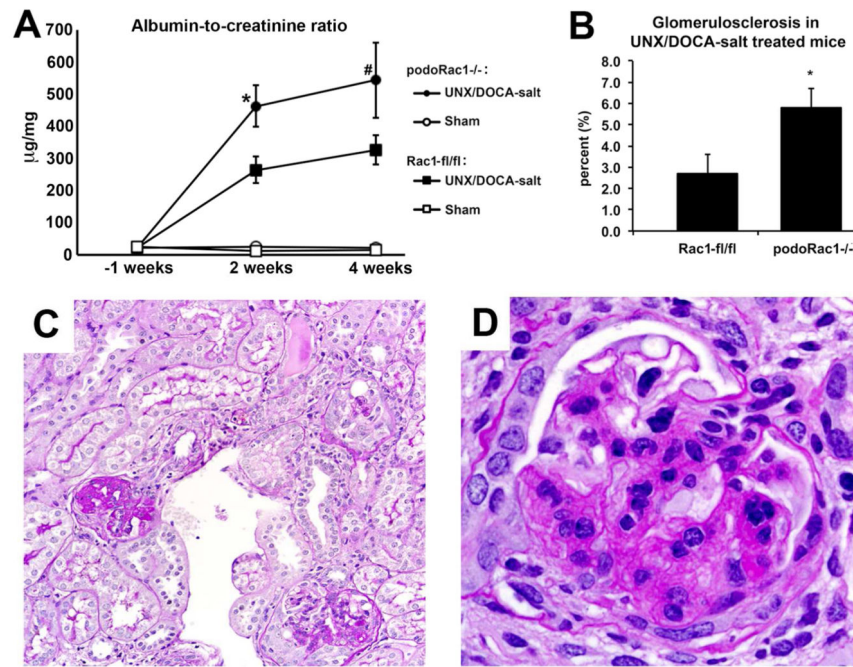 A
Albumin-to-creatinine ratio
700
600
500
400
300
200
100
0
μg/mg
*
#
-1 weeks
2 weeks
4 weeks
podoRac1-/-:
UNX/DOCA-salt
Sham
Rac1-fl/fl:
UNX/DOCA-salt
Sham
B
Glomerulosclerosis in
UNX/DOCA-salt treated mice
8.0
7.0
6.0
5.0
4.0
3.0
2.0
1.0
0.0
percent (%)
*
Rac1-fl/fl
podoRac1-/-
C
D